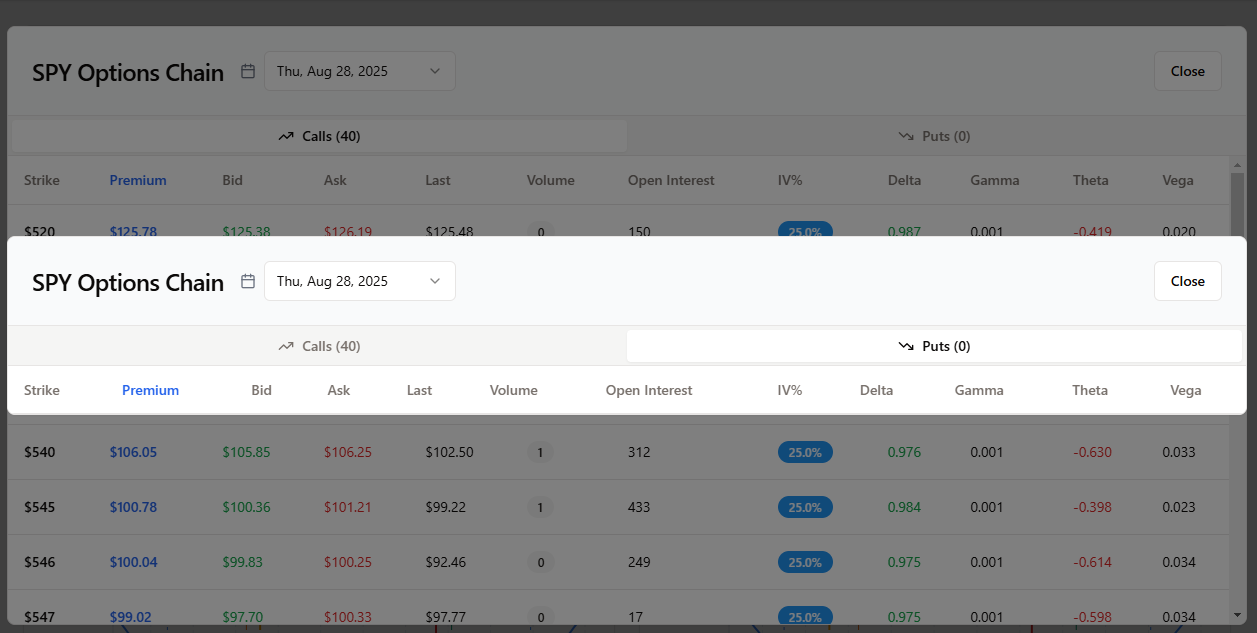 SPY Options Chain Thu, Aug 28, 2025 Close
Calls (40) Puts (0)
Strike Premium Bid Ask Last Volume Open Interest IV% Delta Gamma Theta Vega
$520 $125.78 $125.38 $126.19 $125.48 0 150 25.0% 0.987 0.001 -0.419 0.020
SPY Options Chain Thu, Aug 28, 2025 Close
Calls (40) Puts (0)
Strike Premium Bid Ask Last Volume Open Interest IV% Delta Gamma Theta Vega
$540 $106.05 $105.85 $106.25 $102.50 1 312 25.0% 0.976 0.001 -0.630 0.033
$545 $100.78 $100.36 $101.21 $99.22 1 433 25.0% 0.984 0.001 -0.398 0.023
$546 $100.04 $99.83 $100.25 $92.46 0 249 25.0% 0.975 0.001 -0.614 0.034
$547 $99.02 $97.70 $100.33 $97.77 0 17 25.0% 0.975 0.001 -0.598 0.034